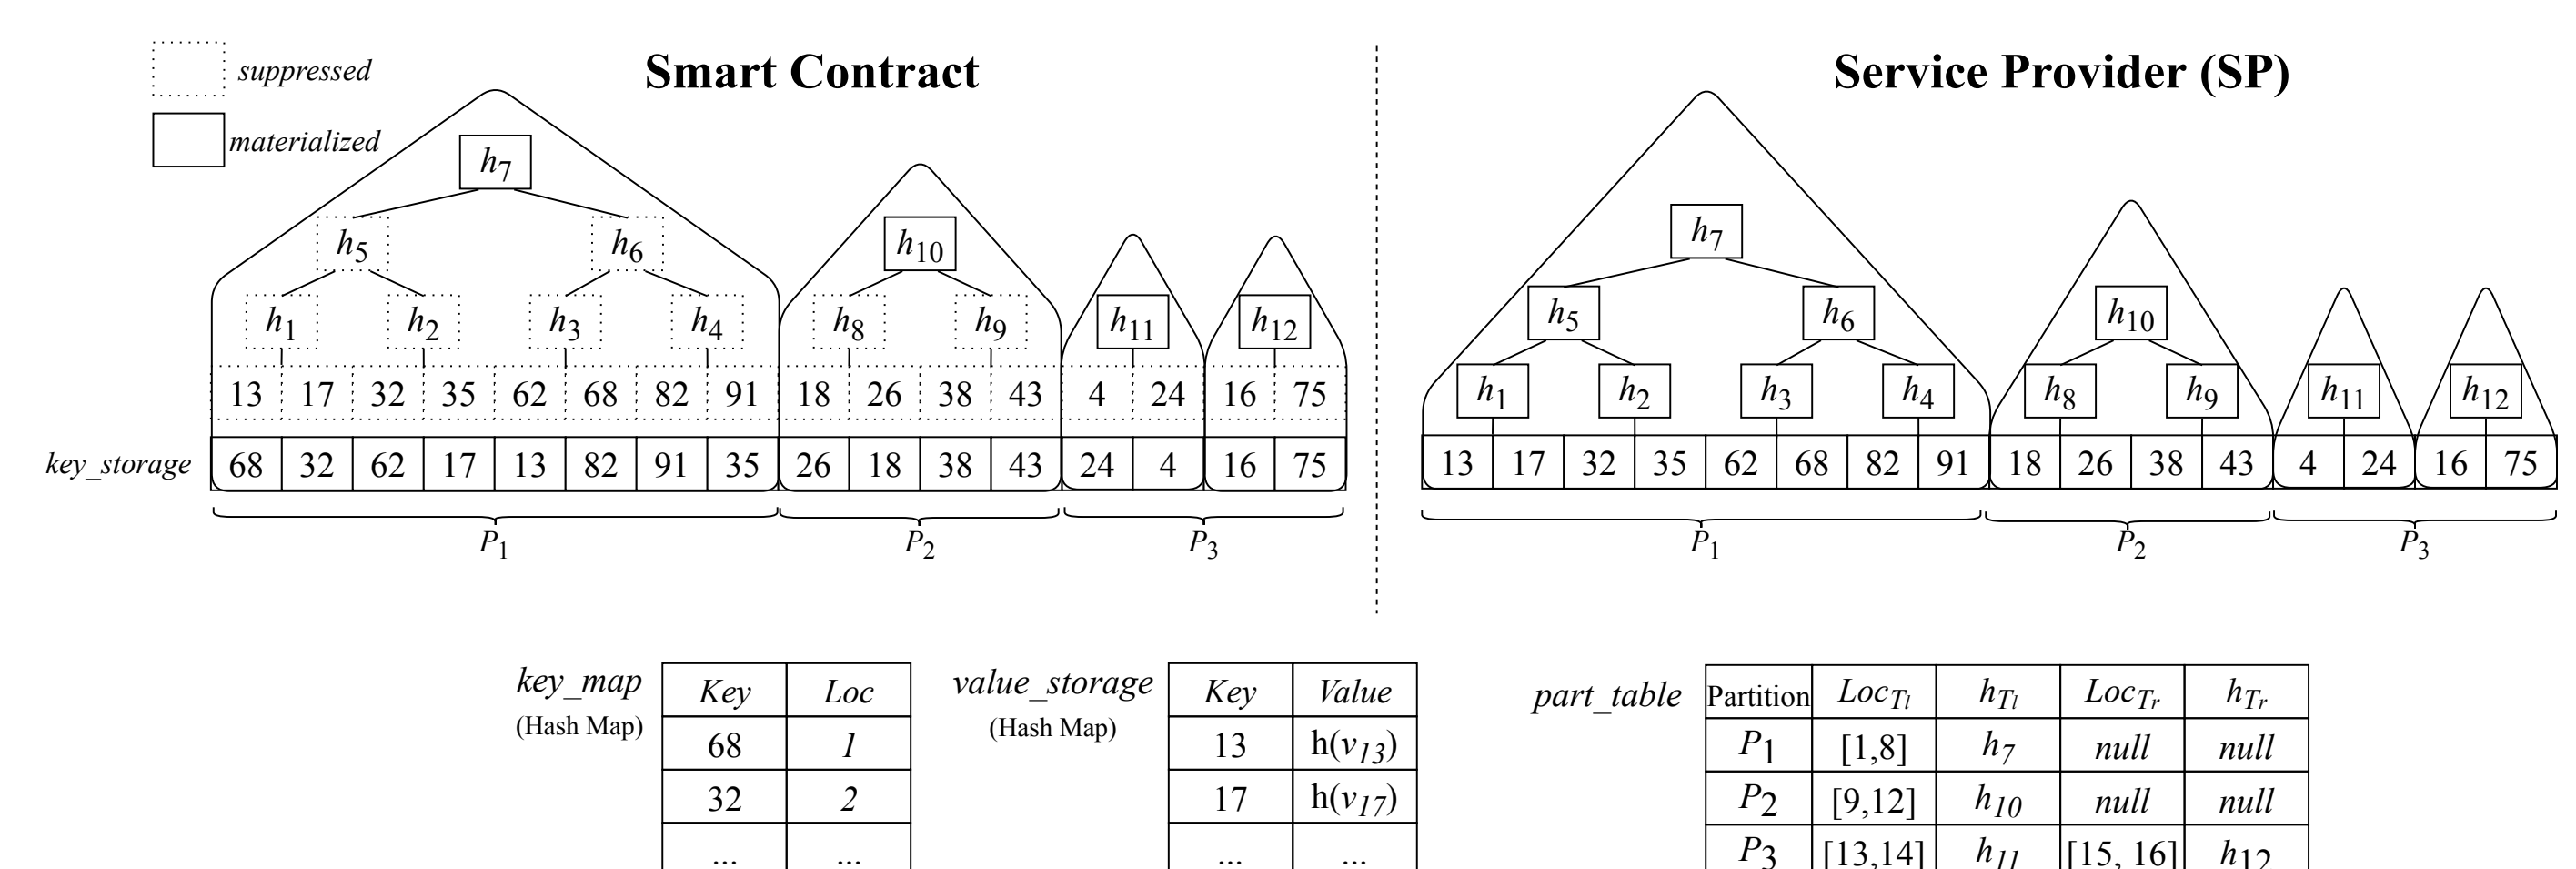 Smart Contract
Service Provider (SP)
suppressed
materialized
h7
h5 h6
h10
h1 h2 h3 h4 h8 h9 h11 h12
13 17 32 35 62 68 82 91 18 26 38 43 4 24 16 75
key_storage 68 32 62 17 13 82 91 35 26 18 38 43 24 4 16 75
P1 P2 P3
h7
h5 h6 h10
h1 h2 h3 h4 h8 h9 h11 h12
13 17 32 35 62 68 82 91 18 26 38 43 4 24 16 75
P1 P2 P3
key_map
(Hash Map)
Key Loc
68 1
32 2
... ...
value_storage
(Hash Map)
Key Value
13 h(v13)
17 h(v17)
... ...
part_table
Partition LocTl hTl LocTr hTr
P1 [1,8] h7 null null
P2 [9,12] h10 null null
P3 [13,14] h11 [15, 16] h12